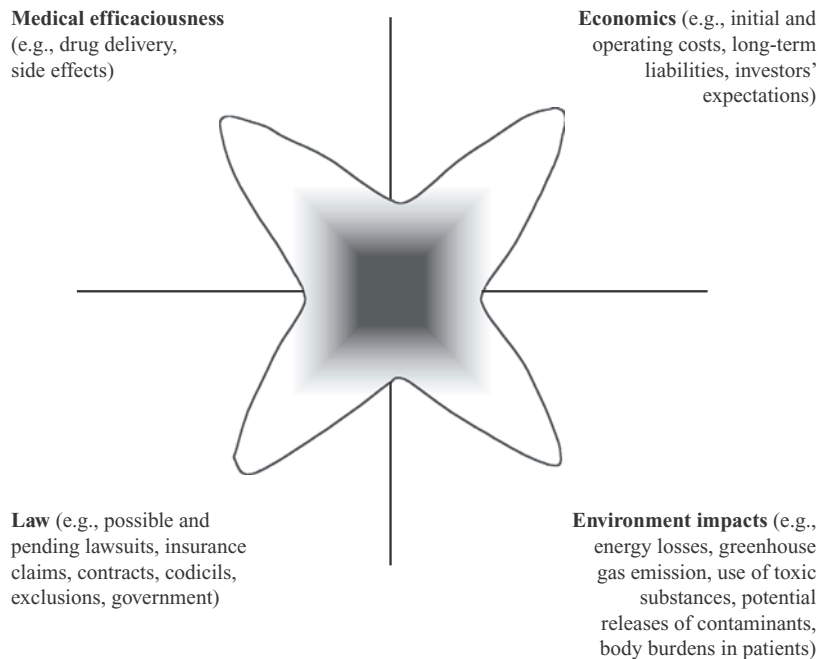 Medical efficaciousness
(e.g., drug delivery,
side effects)
Economics (e.g., initial and
operating costs, long-term
liabilities, investors’
expectations)
Law (e.g., possible and
pending lawsuits, insurance
claims, contracts, codicils,
exclusions, government)
Environment impacts (e.g.,
energy losses, greenhouse
gas emission, use of toxic
substances, potential
releases of contaminants,
body burdens in patients)